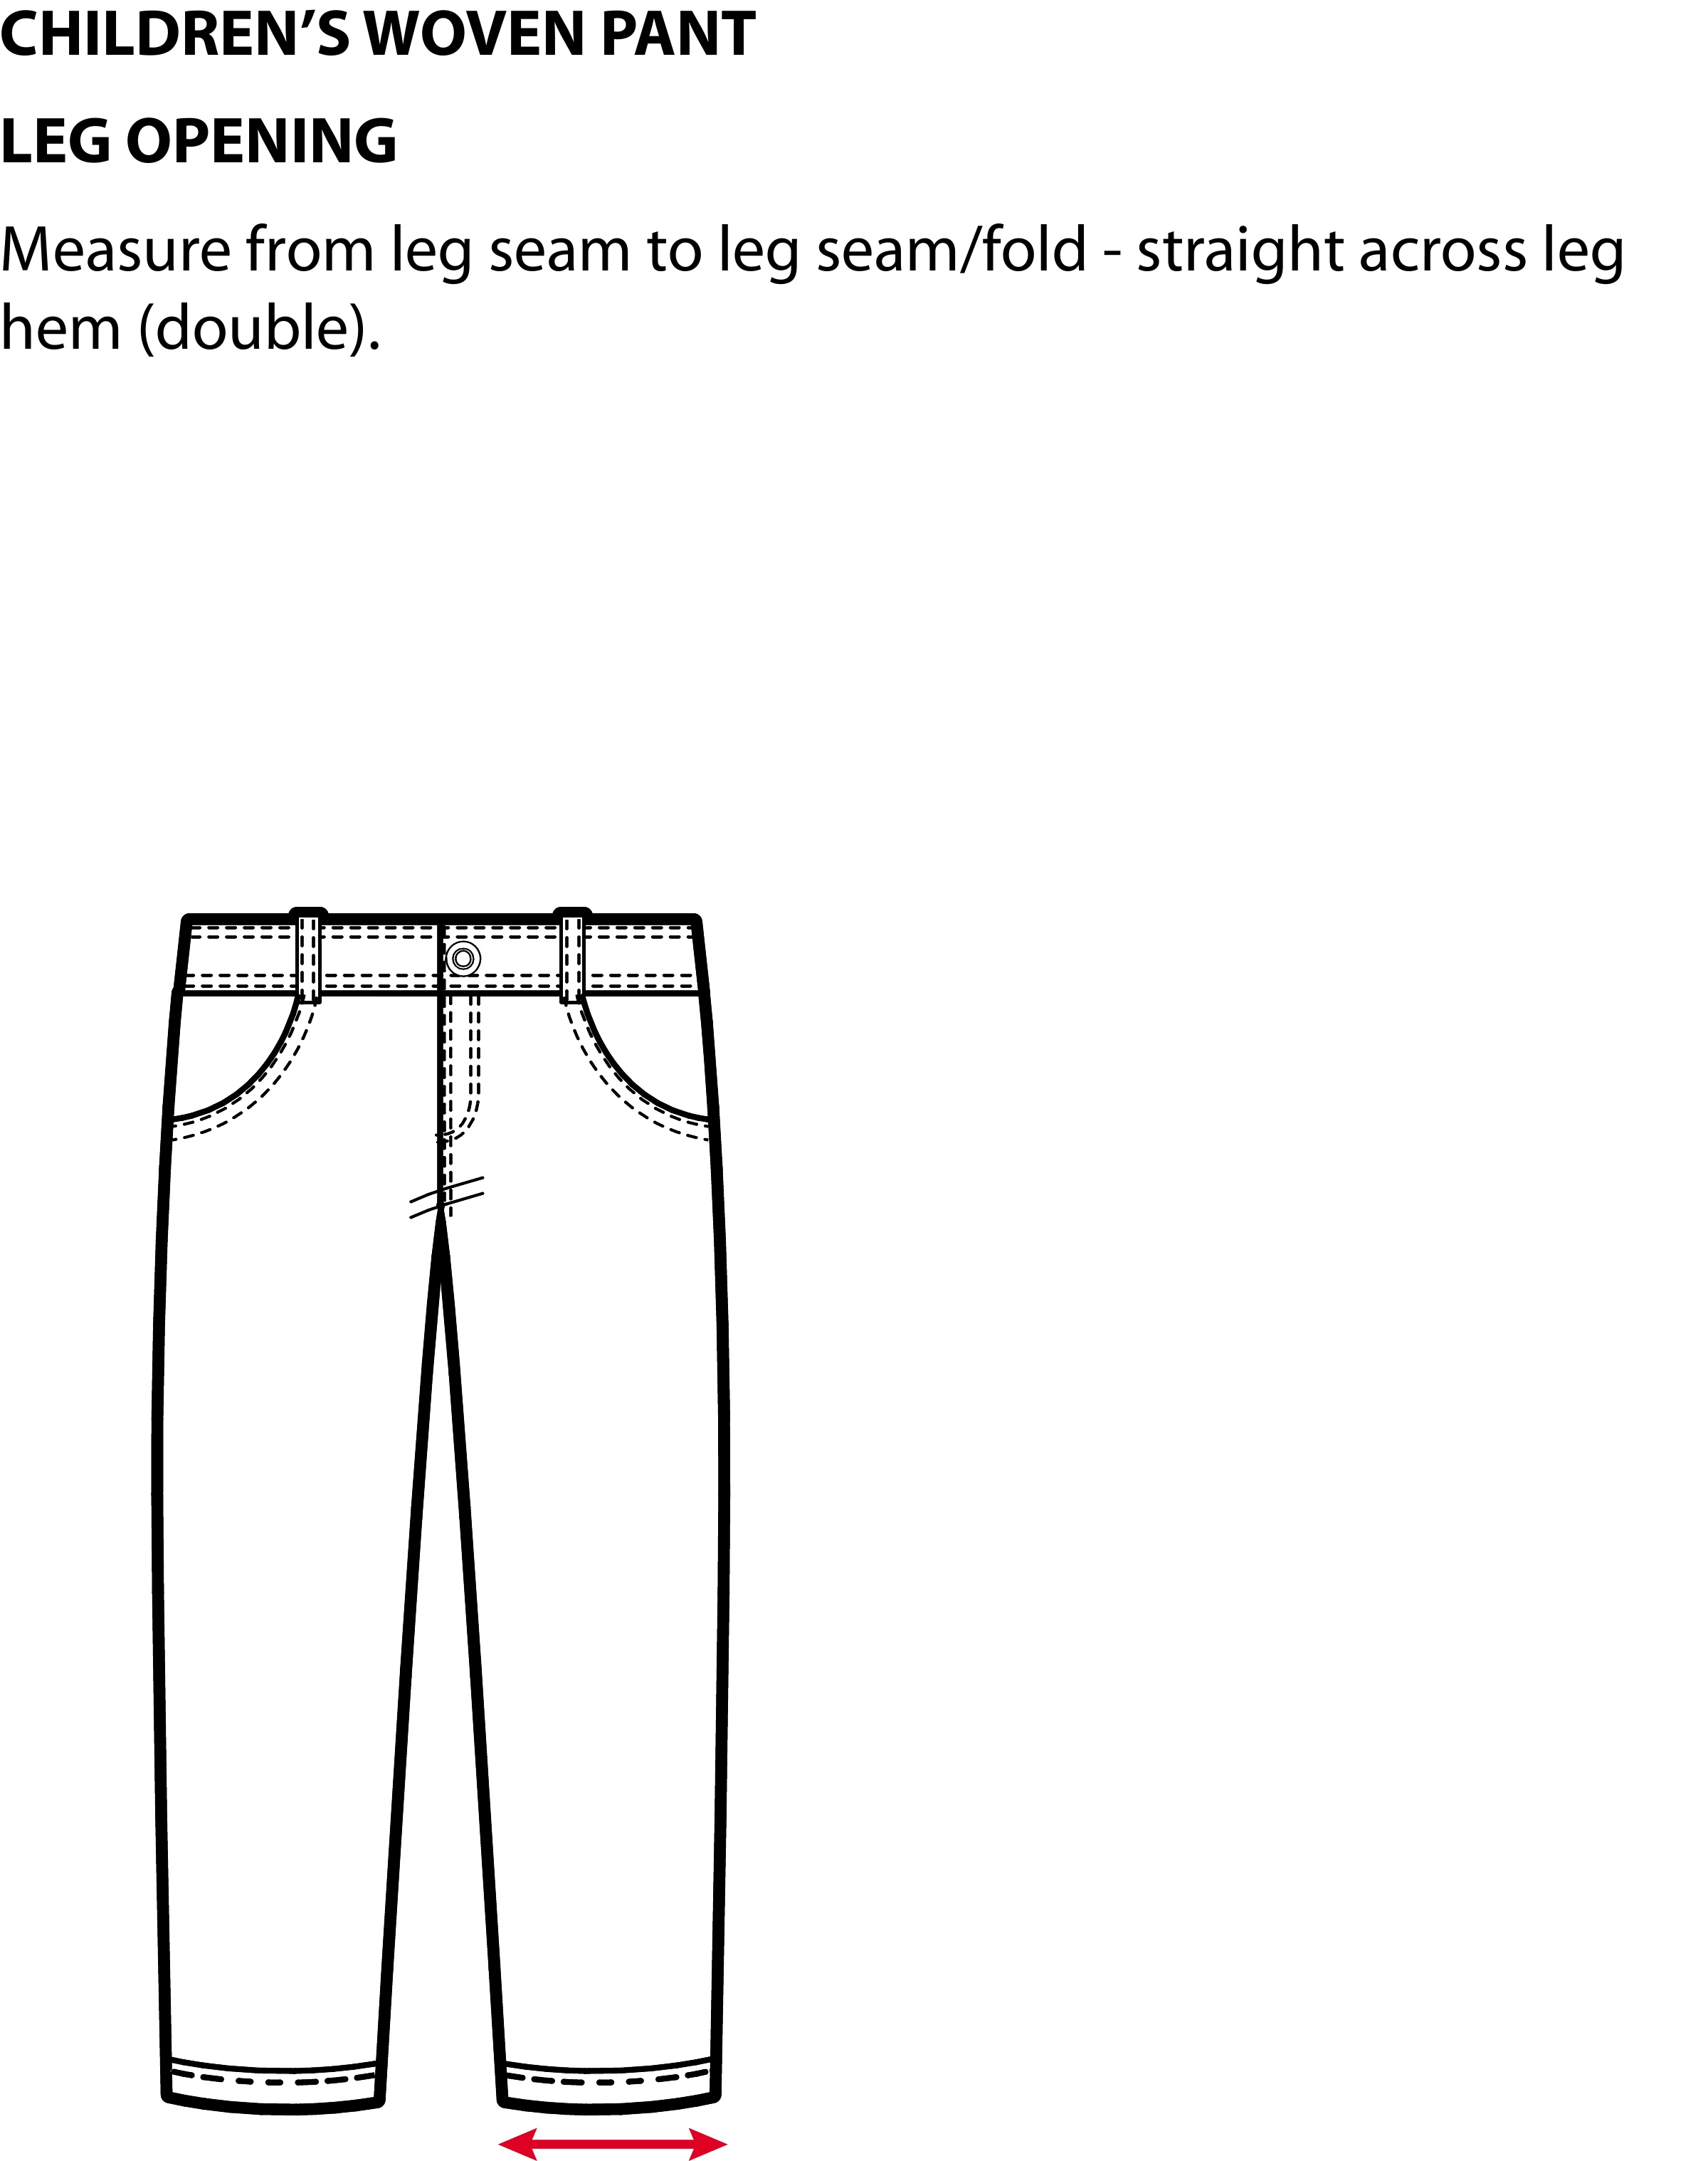 CHILDREN’S WOVEN PANT
LEG OPENING
Measure from leg seam to leg seam/fold - straight across leg
hem (double).